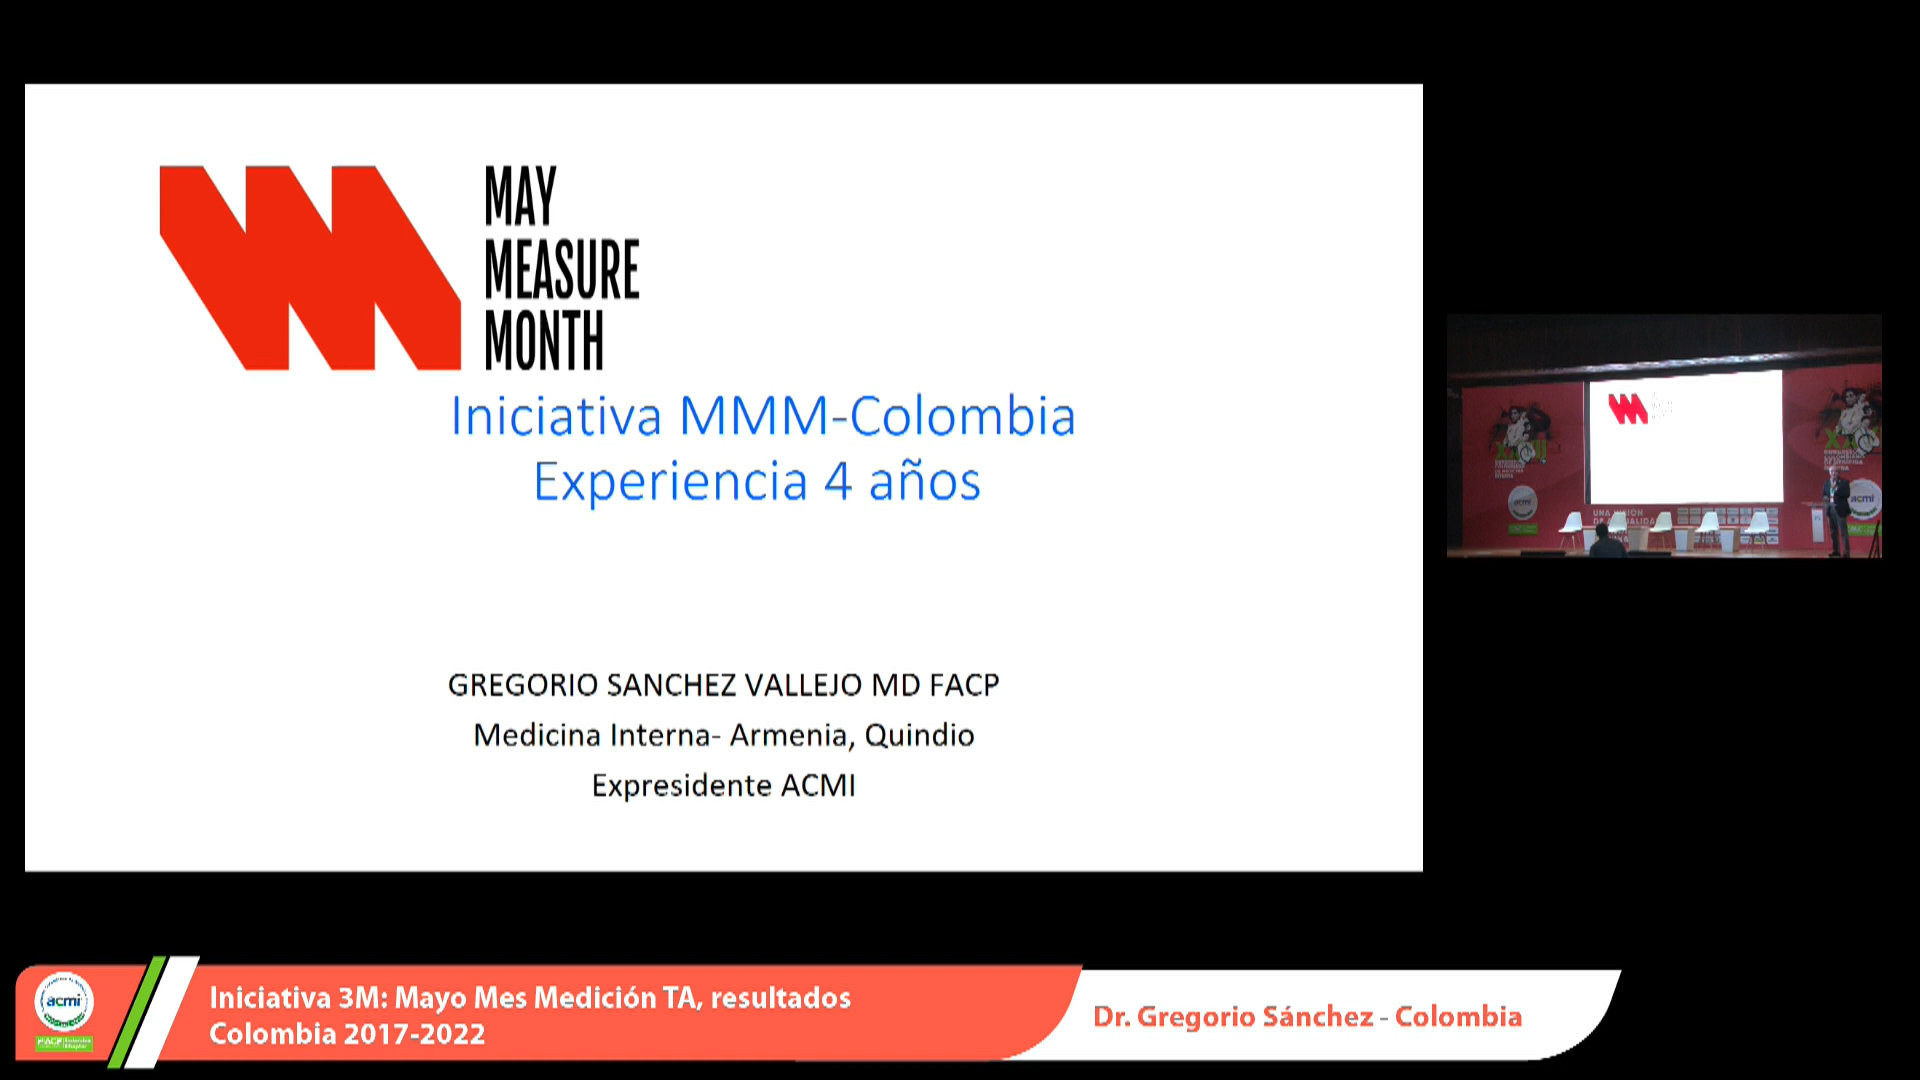 MAY
MEASURE
MONTH
Iniciativa MMM-Colombia
Experiencia 4 años
GREGORIO SANCHEZ VALLEJO MD FACP
Medicina Interna- Armenia, Quindio
Expresidente ACMI
acmi
acmi
Iniciativa 3M: Mayo Mes Medición TA, resultados
Colombia 2017-2022
Dr. Gregorio Sánchez - Colombia